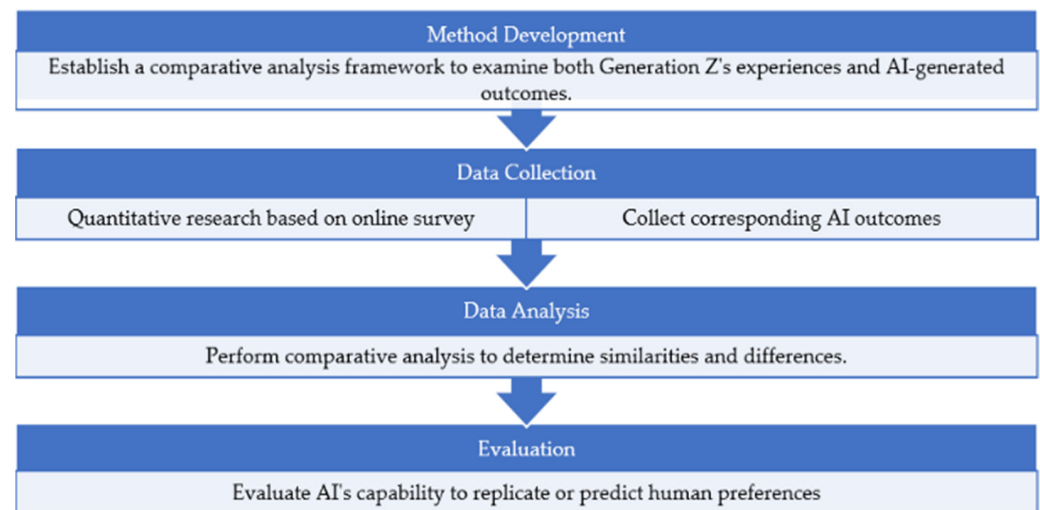 Method Development
Establish a comparative analysis framework to examine both Generation Z's experiences and AI-generated
outcomes.
Data Collection
Quantitative research based on online survey
Collect corresponding AI outcomes
Data Analysis
Perform comparative analysis to determine similarities and differences.
Evaluation
Evaluate AI's capability to replicate or predict human preferences